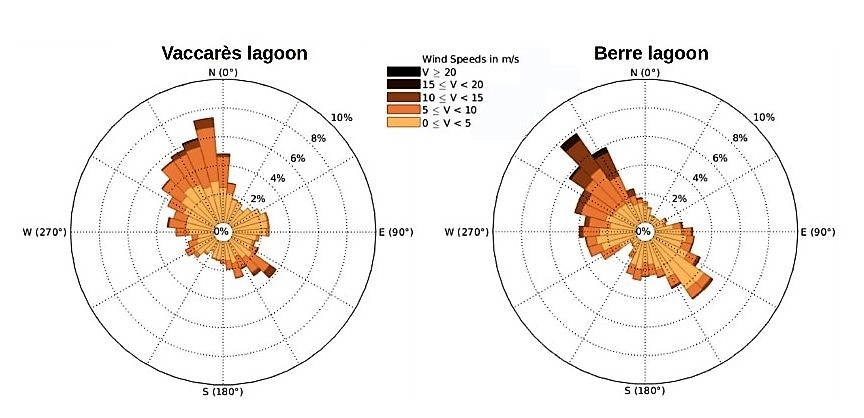 Vaccarès lagoon
N (0°)
10%
8%
6%
4%
2%
0%
W (270°)
E (90°)
S (180°)
Wind Speeds in m/s
V ≥ 20
15 ≤ V < 20
10 ≤ V < 15
5 ≤ V < 10
0 ≤ V < 5
Berre lagoon
N (0°)
10%
8%
6%
4%
2%
0%
W (270°)
E (90°)
S (180°)